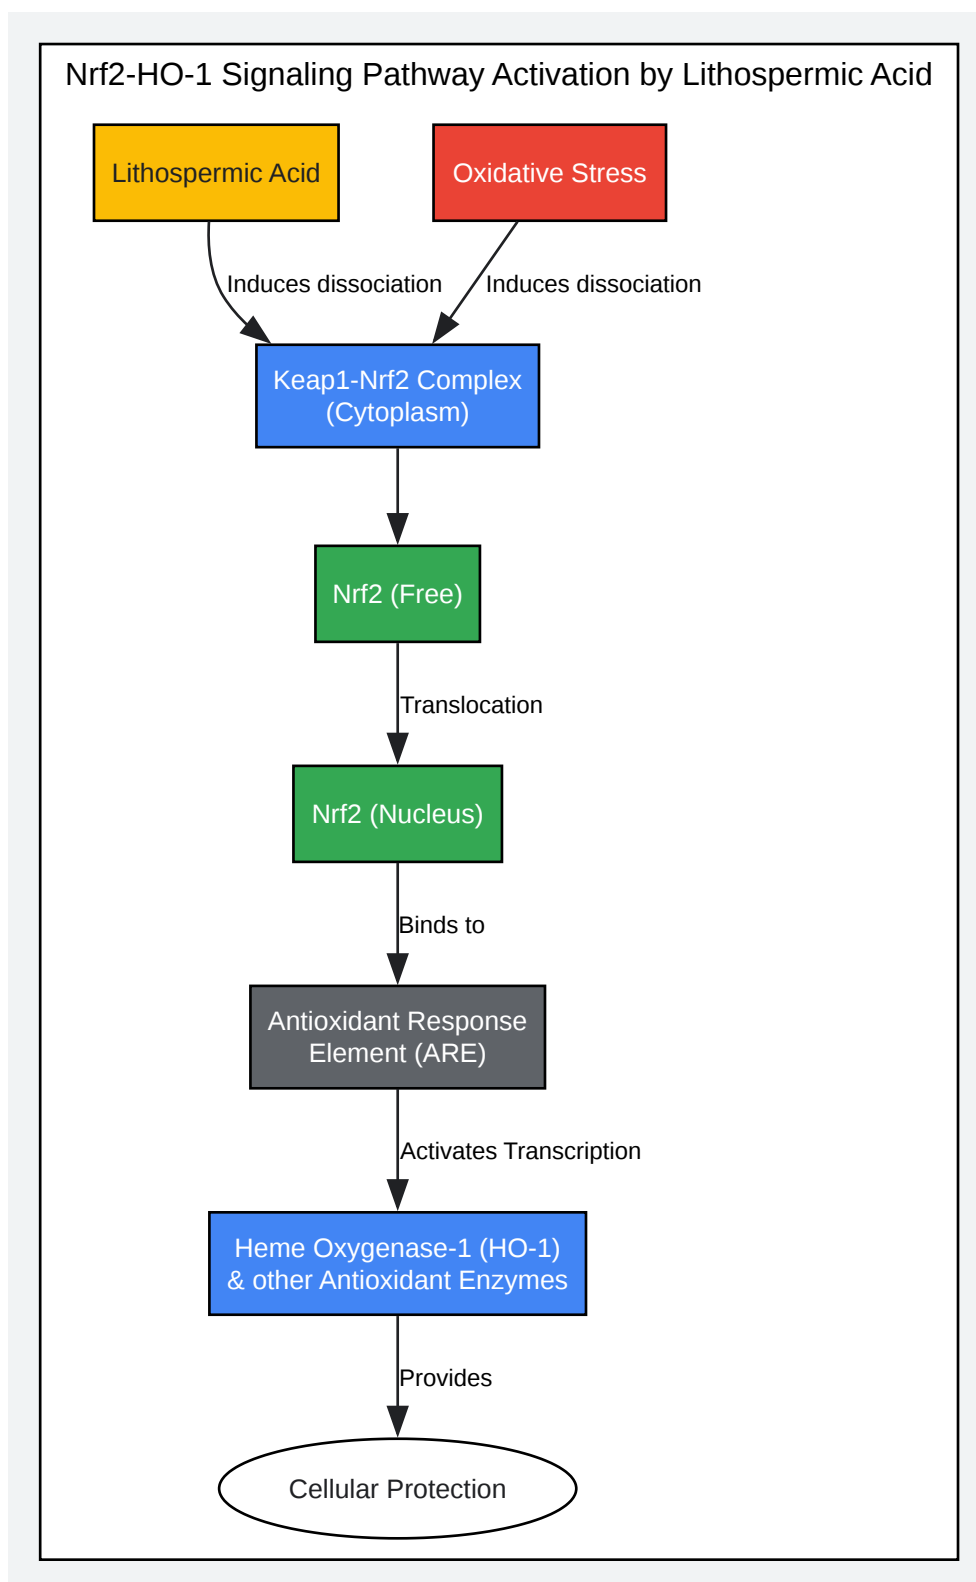 Nrf2-HO-1 Signaling Pathway Activation by Lithospermic Acid
Lithospermic Acid
Oxidative Stress
Induces dissociation
Induces dissociation
Keap1-Nrf2 Complex
(Cytoplasm)
Nrf2 (Free)
Translocation
Nrf2 (Nucleus)
Binds to
Antioxidant Response
Element (ARE)
Activates Transcription
Heme Oxygenase-1 (HO-1)
& other Antioxidant Enzymes
Provides
Cellular Protection